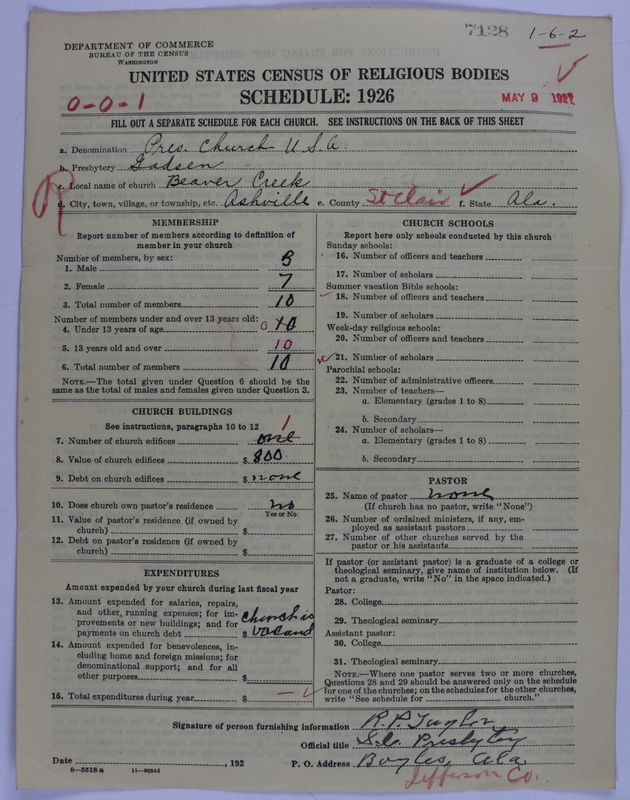 7128 1-6-2
DEPARTMENT OF COMMERCE
BUREAU OF THE CENSUS
WASHINGTON
UNITED STATES CENSUS OF RELIGIOUS BODIES
SCHEDULE: 1926
0-0-1
MAY 9 1927
FILL OUT A SEPARATE SCHEDULE FOR EACH CHURCH. SEE INSTRUCTIONS ON THE BACK OF THIS SHEET
a. Denomination Pres. Church U.S.A.
b. Presbytery Gadsen
c. Local name of church Beaver Creek
d. City, town, village, or township, etc. Ashville e. County St Clair f. State Ala.
MEMBERSHIP
Report number of members according to definition of
member in your church
Number of members, by sex:
1. Male 3
2. Female 7
3. Total number of members 10
Number of members under and over 13 years old:
4. Under 13 years of age 0 10
5. 13 years old and over 10
6. Total number of members 10
NOTE.—The total given under Question 6 should be the
same as the total of males and females given under Question 3.
CHURCH BUILDINGS
See instructions, paragraphs 10 to 12
7. Number of church edifices one 1
8. Value of church edifices $ 800
9. Debt on church edifices $ none
10. Does church own pastor's residence no
Yes or No
11. Value of pastor's residence (if owned by
church) $
12. Debt on pastor's residence (if owned by
church) $
EXPENDITURES
Amount expended by your church during last fiscal year
13. Amount expended for salaries, repairs,
and other, running expenses; for im-
provements or new buildings; and for church is
payments on church debt $ vacand
14. Amount expended for benevolences, in-
cluding home and foreign missions; for
denominational support; and for all
other purposes $
15. Total expenditures during year $ —
CHURCH SCHOOLS
Report here only schools conducted by this church
Sunday schools:
16. Number of officers and teachers
17. Number of scholars
Summer vacation Bible schools:
18. Number of officers and teachers
19. Number of scholars
Week-day religious schools:
20. Number of officers and teachers
21. Number of scholars
Parochial schools:
22. Number of administrative officers
23. Number of teachers—
a. Elementary (grades 1 to 8)
b. Secondary
24. Number of scholars—
a. Elementary (grades 1 to 8)
b. Secondary
PASTOR
25. Name of pastor none
(If church has no pastor, write "None")
26. Number of ordained ministers, if any, em-
ployed as assistant pastors
27. Number of other churches served by the
pastor or his assistants
If pastor (or assistant pastor) is a graduate of a college or
theological seminary, give name of institution below. (If
not a graduate, write "No" in the space indicated.)
Pastor:
28. College
29. Theological seminary
Assistant pastor:
30. College
31. Theological seminary
NOTE.—Where one pastor serves two or more churches,
Questions 28 and 29 should be answered only on the schedule
for one of the churches; on the schedules for the other churches,
write "See schedule for church."
Signature of person furnishing information R. P. Taylor
Official title S.C. Presbytry
Date , 192 P. O. Address Boyles, Ala.
8-5318 a
Jefferson Co.